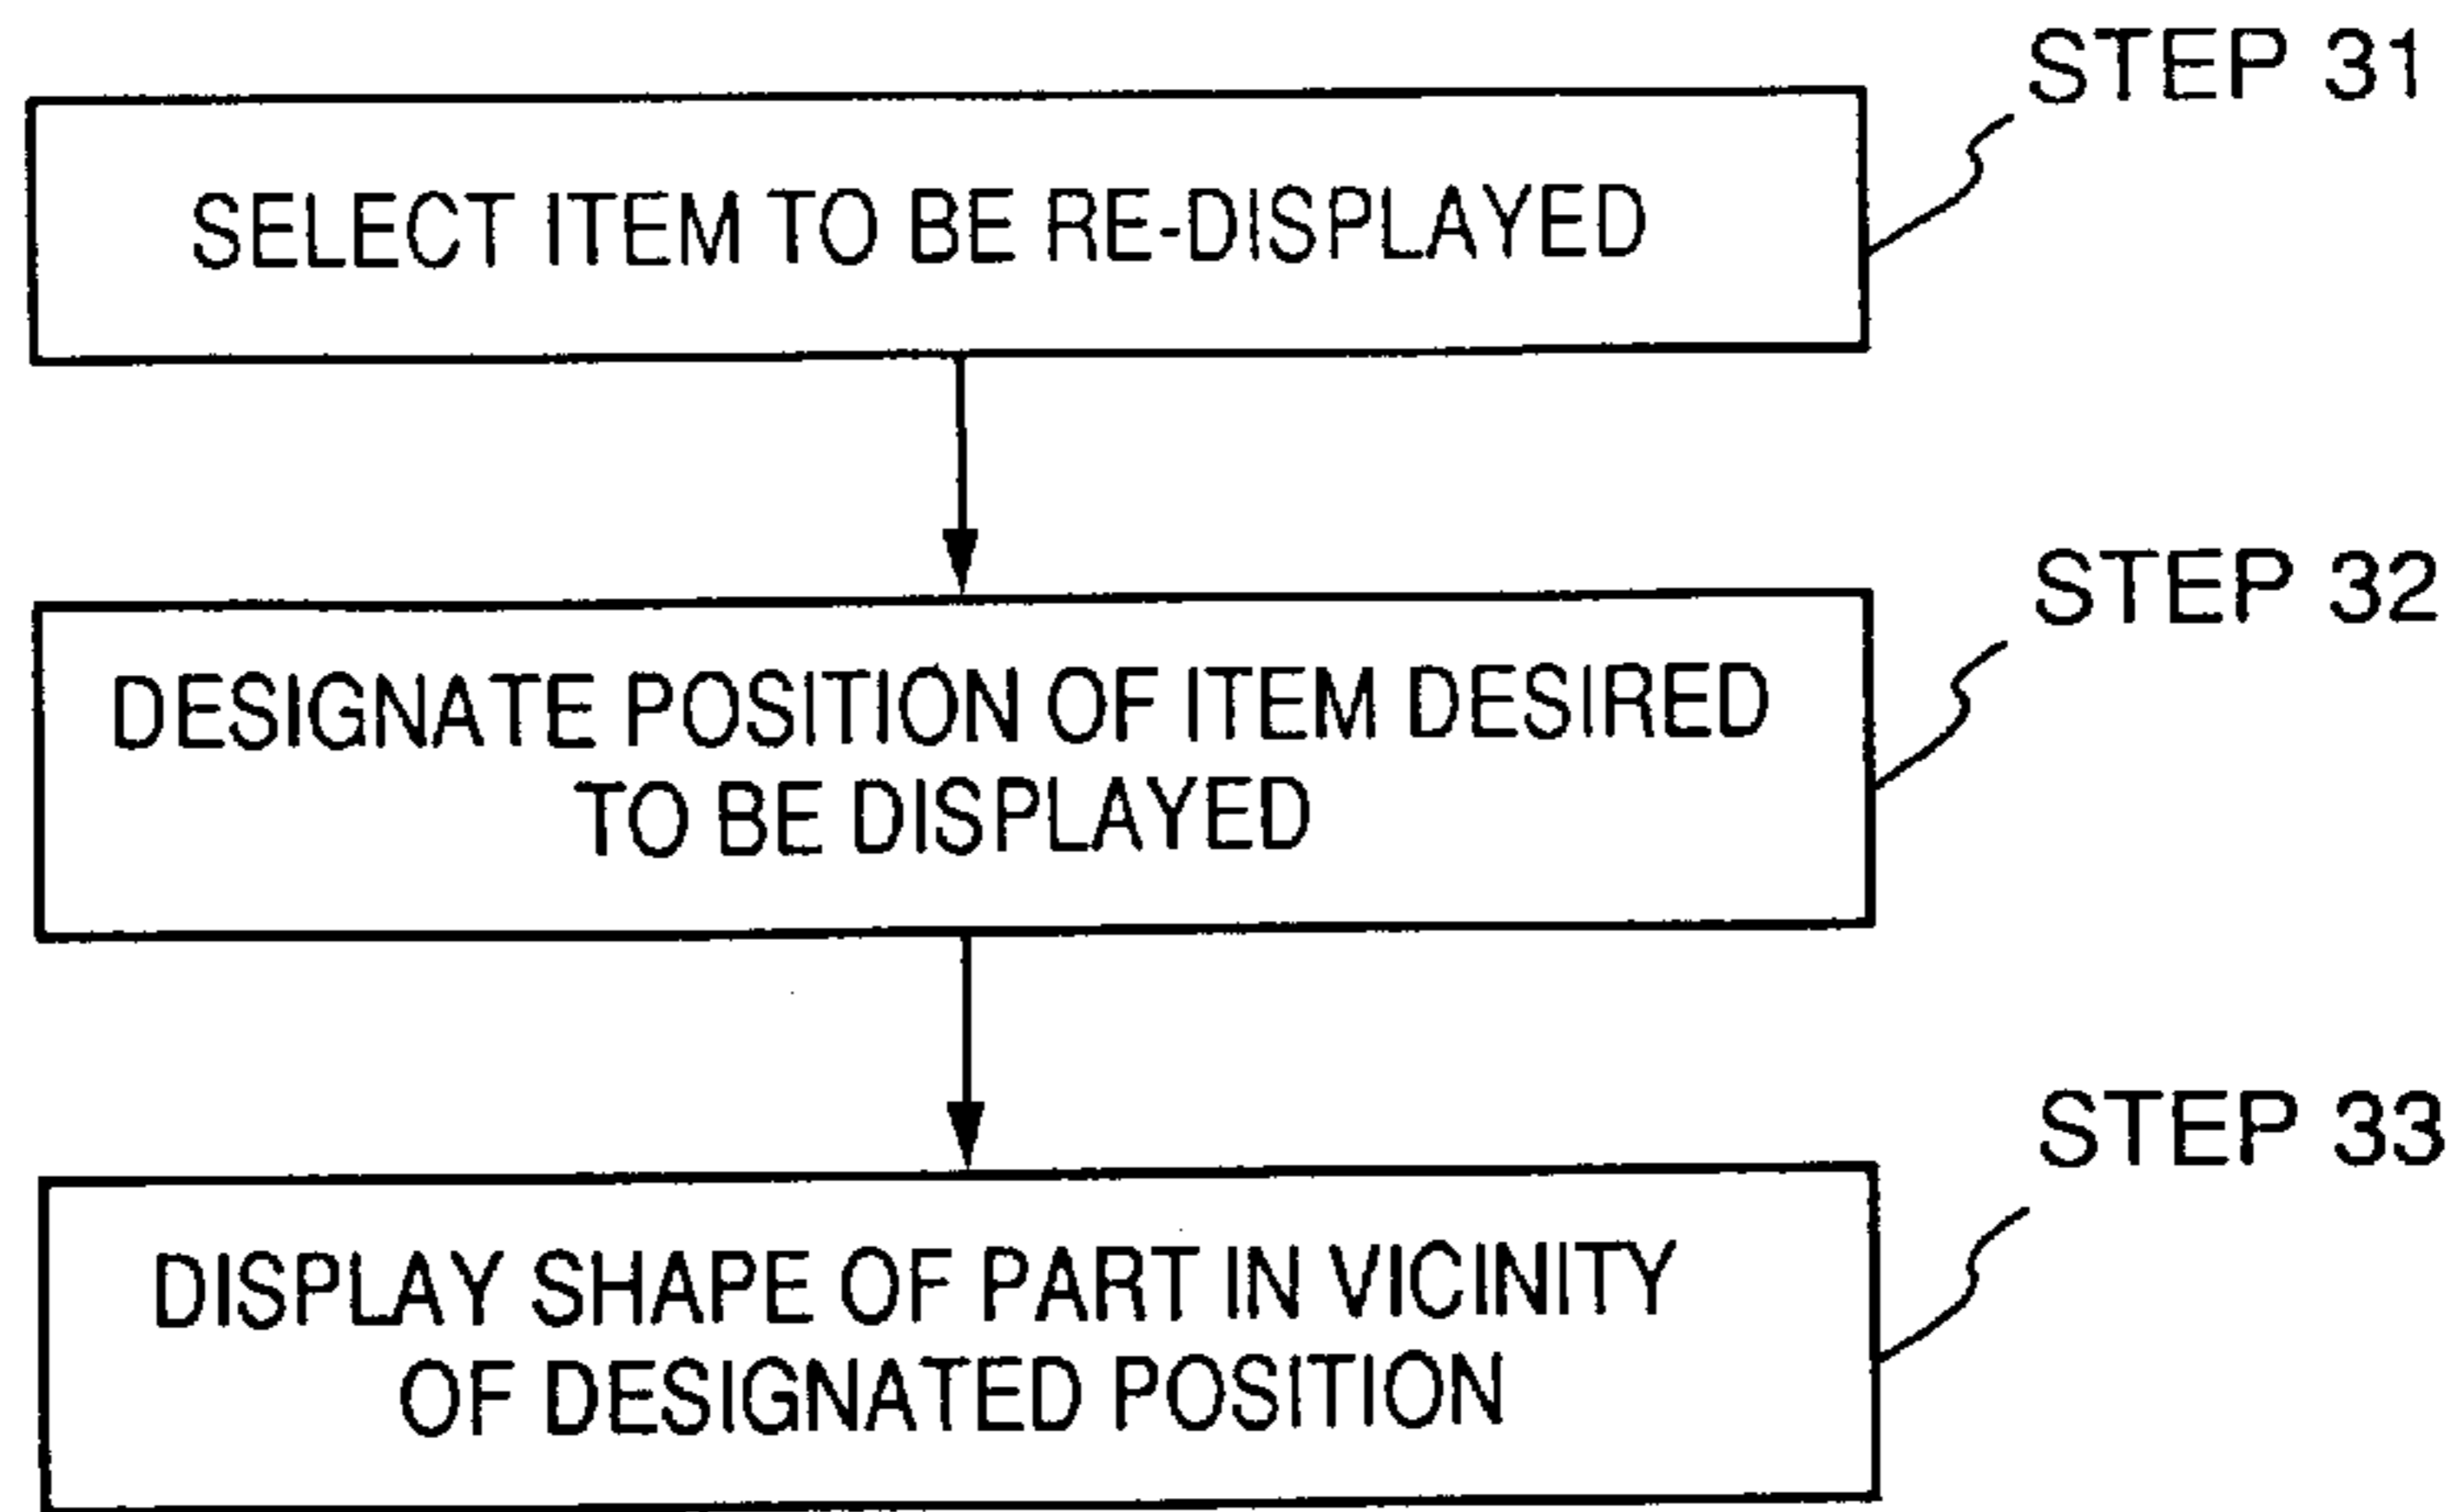 STEP 31
SELECT ITEM TO BE RE-DISPLAYED
STEP 32
DESIGNATE POSITION OF ITEM DESIRED
TO BE DISPLAYED
STEP 33
DISPLAY SHAPE OF PART IN VICINITY
OF DESIGNATED POSITION